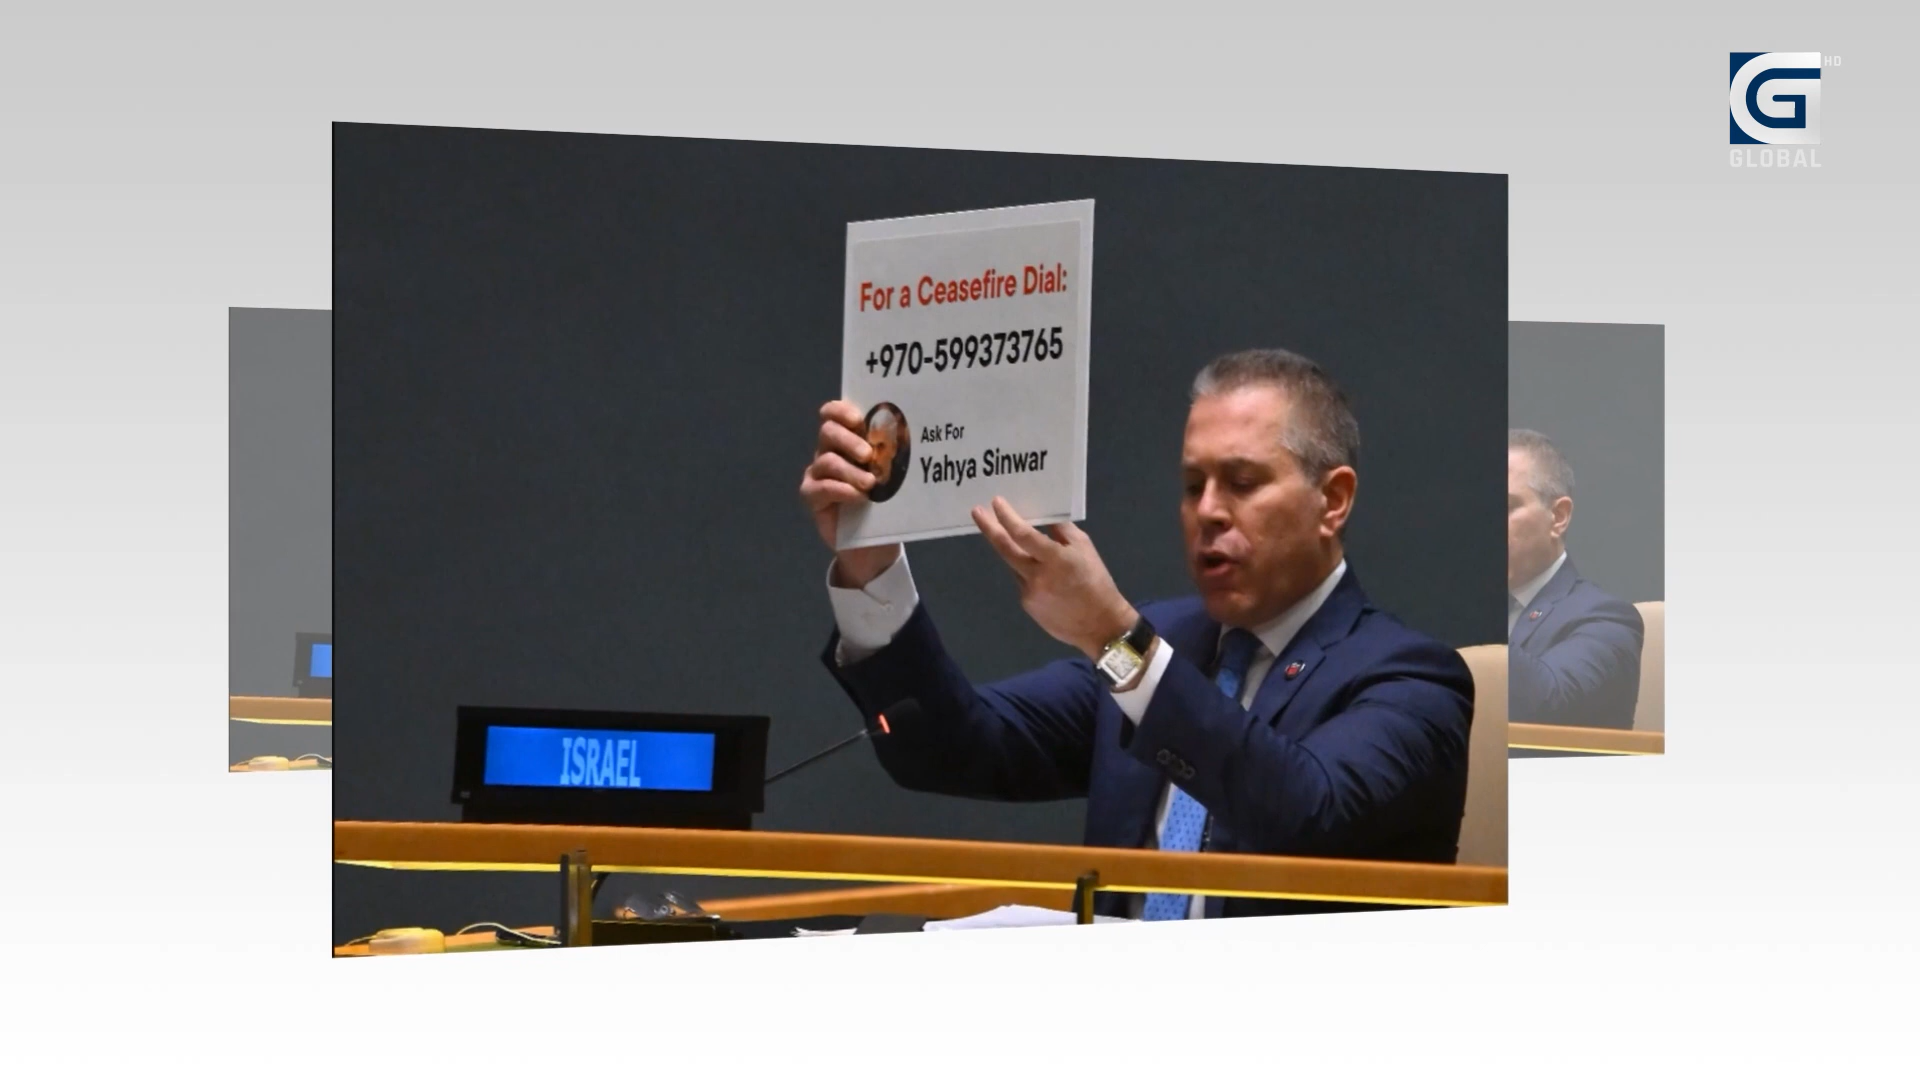 HD
GLOBAL
For a Ceasefire Dial:
+970-599373765
Ask For
Yahya Sinwar
ISRAEL